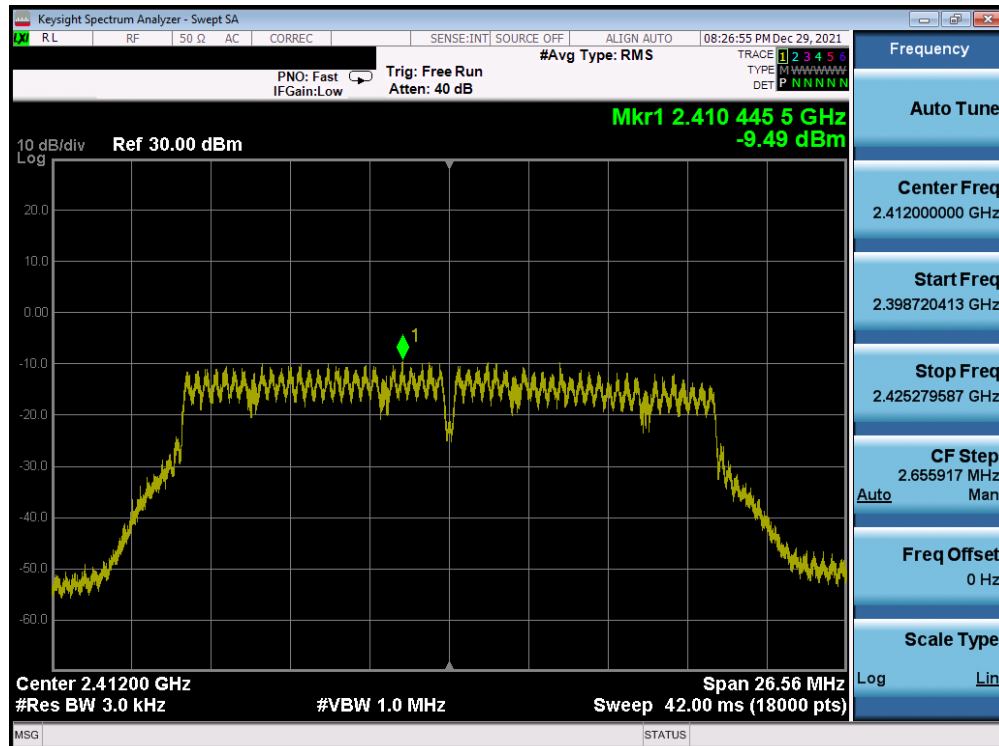 Keysight Spectrum Analyzer - Swept SA
LXI RL RF 50 Ω AC CORREC SENSE:INT SOURCE OFF ALIGN AUTO 08:26:55 PM Dec 29, 2021
PNO: Fast
IFGain:Low
Trig: Free Run
Atten: 40 dB
#Avg Type: RMS
TRACE 1 2 3 4 5 6
TYPE M W W W W W
DET P N N N N N
Mkr1 2.410 445 5 GHz
-9.49 dBm
10 dB/div Ref 30.00 dBm
Log
20.0
10.0
0.00
-10.0
-20.0
-30.0
-40.0
-50.0
-60.0
1
Center 2.41200 GHz Span 26.56 MHz
#Res BW 3.0 kHz #VBW 1.0 MHz Sweep 42.00 ms (18000 pts)
MSG STATUS
Frequency
Auto Tune
Center Freq
2.412000000 GHz
Start Freq
2.398720413 GHz
Stop Freq
2.425279587 GHz
CF Step
2.655917 MHz
Auto Man
Freq Offset
0 Hz
Scale Type
Log Lin